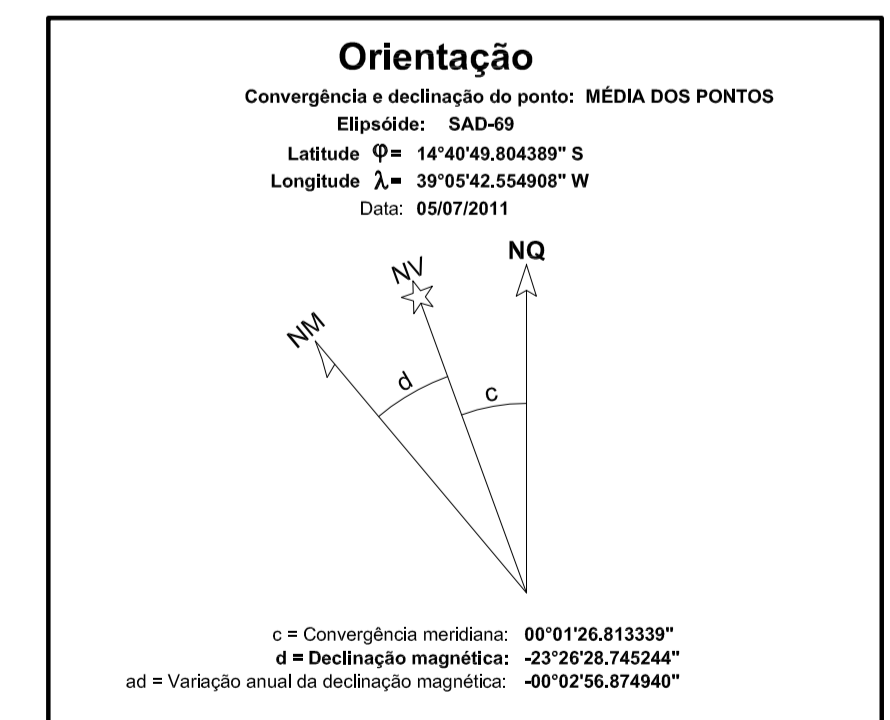 Orientação
Convergência e declinação do ponto: MÉDIA DOS PONTOS
Elipsóide: SAD-69
Latitude φ= 14°40'49.804389" S
Longitude λ= 39°05'42.554908" W
Data: 05/07/2011
NQ
NV
NM
d
c
c = Convergência meridiana: 00°01'26.813339"
d = Declinação magnética: -23°26'28.745244"
ad = Variação anual da declinação magnética: -00°02'56.874940"